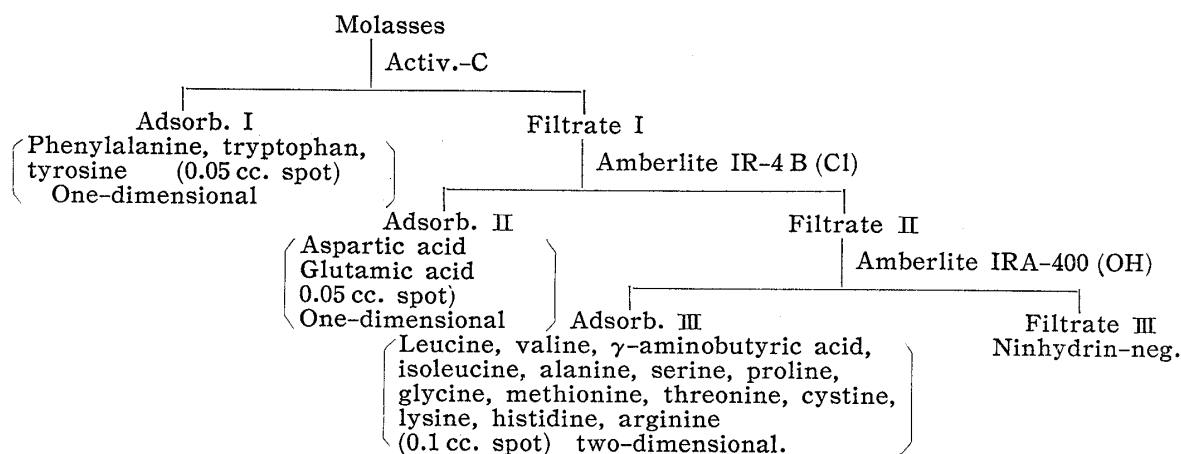 Molasses
Activ.-C
Adsorb. I
Filtrate I
(Phenylalanine, tryptophan,
tyrosine (0.05 cc. spot)
One-dimensional)
Amberlite IR-4 B (Cl)
Adsorb. II
Filtrate II
(Aspartic acid
Glutamic acid
0.05 cc. spot)
One-dimensional)
Amberlite IRA-400 (OH)
Adsorb. III
Filtrate III
Ninhydrin-neg.
(Leucine, valine, γ-aminobutyric acid,
isoleucine, alanine, serine, proline,
glycine, methionine, threonine, cystine,
lysine, histidine, arginine
(0.1 cc. spot) two-dimensional.)